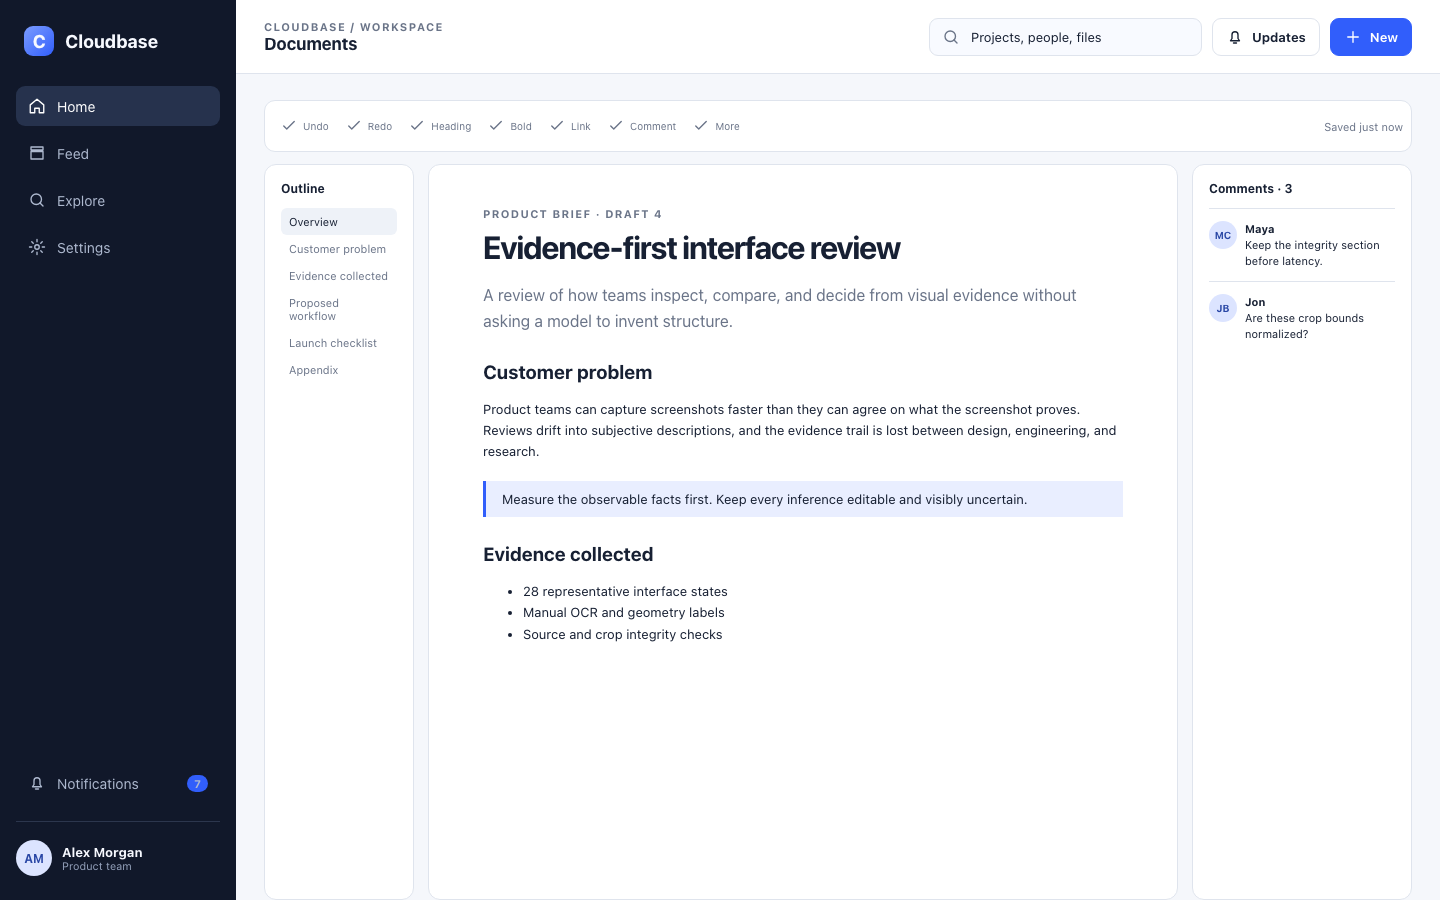 C Cloudbase
Home
Feed
Explore
Settings
Notifications 7
AM Alex Morgan
Product team
CLOUDBASE / WORKSPACE
Documents
Projects, people, files
Updates
New
Undo Redo Heading Bold Link Comment More
Saved just now
Outline
Overview
Customer problem
Evidence collected
Proposed
workflow
Launch checklist
Appendix
PRODUCT BRIEF · DRAFT 4
Evidence-first interface review
A review of how teams inspect, compare, and decide from visual evidence without
asking a model to invent structure.
Customer problem
Product teams can capture screenshots faster than they can agree on what the screenshot proves.
Reviews drift into subjective descriptions, and the evidence trail is lost between design, engineering, and
research.
Measure the observable facts first. Keep every inference editable and visibly uncertain.
Evidence collected
• 28 representative interface states
• Manual OCR and geometry labels
• Source and crop integrity checks
Comments · 3
MC Maya
Keep the integrity section
before latency.
JB Jon
Are these crop bounds
normalized?